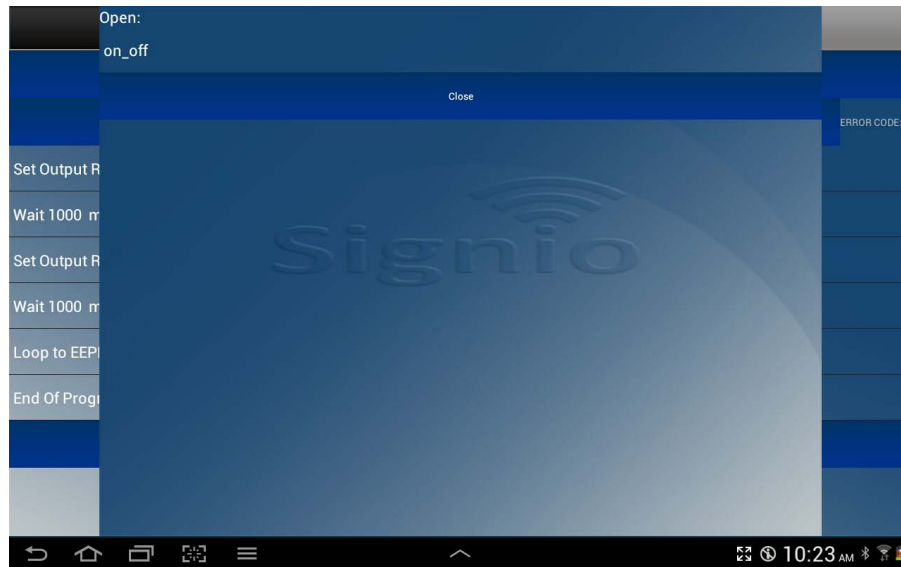 Open:
on_off
Close
ERROR CODE:
Set Output R
Wait 1000 m
Set Output R
Wait 1000 m
Loop to EEP
End Of Progr
Signio
10:23 AM